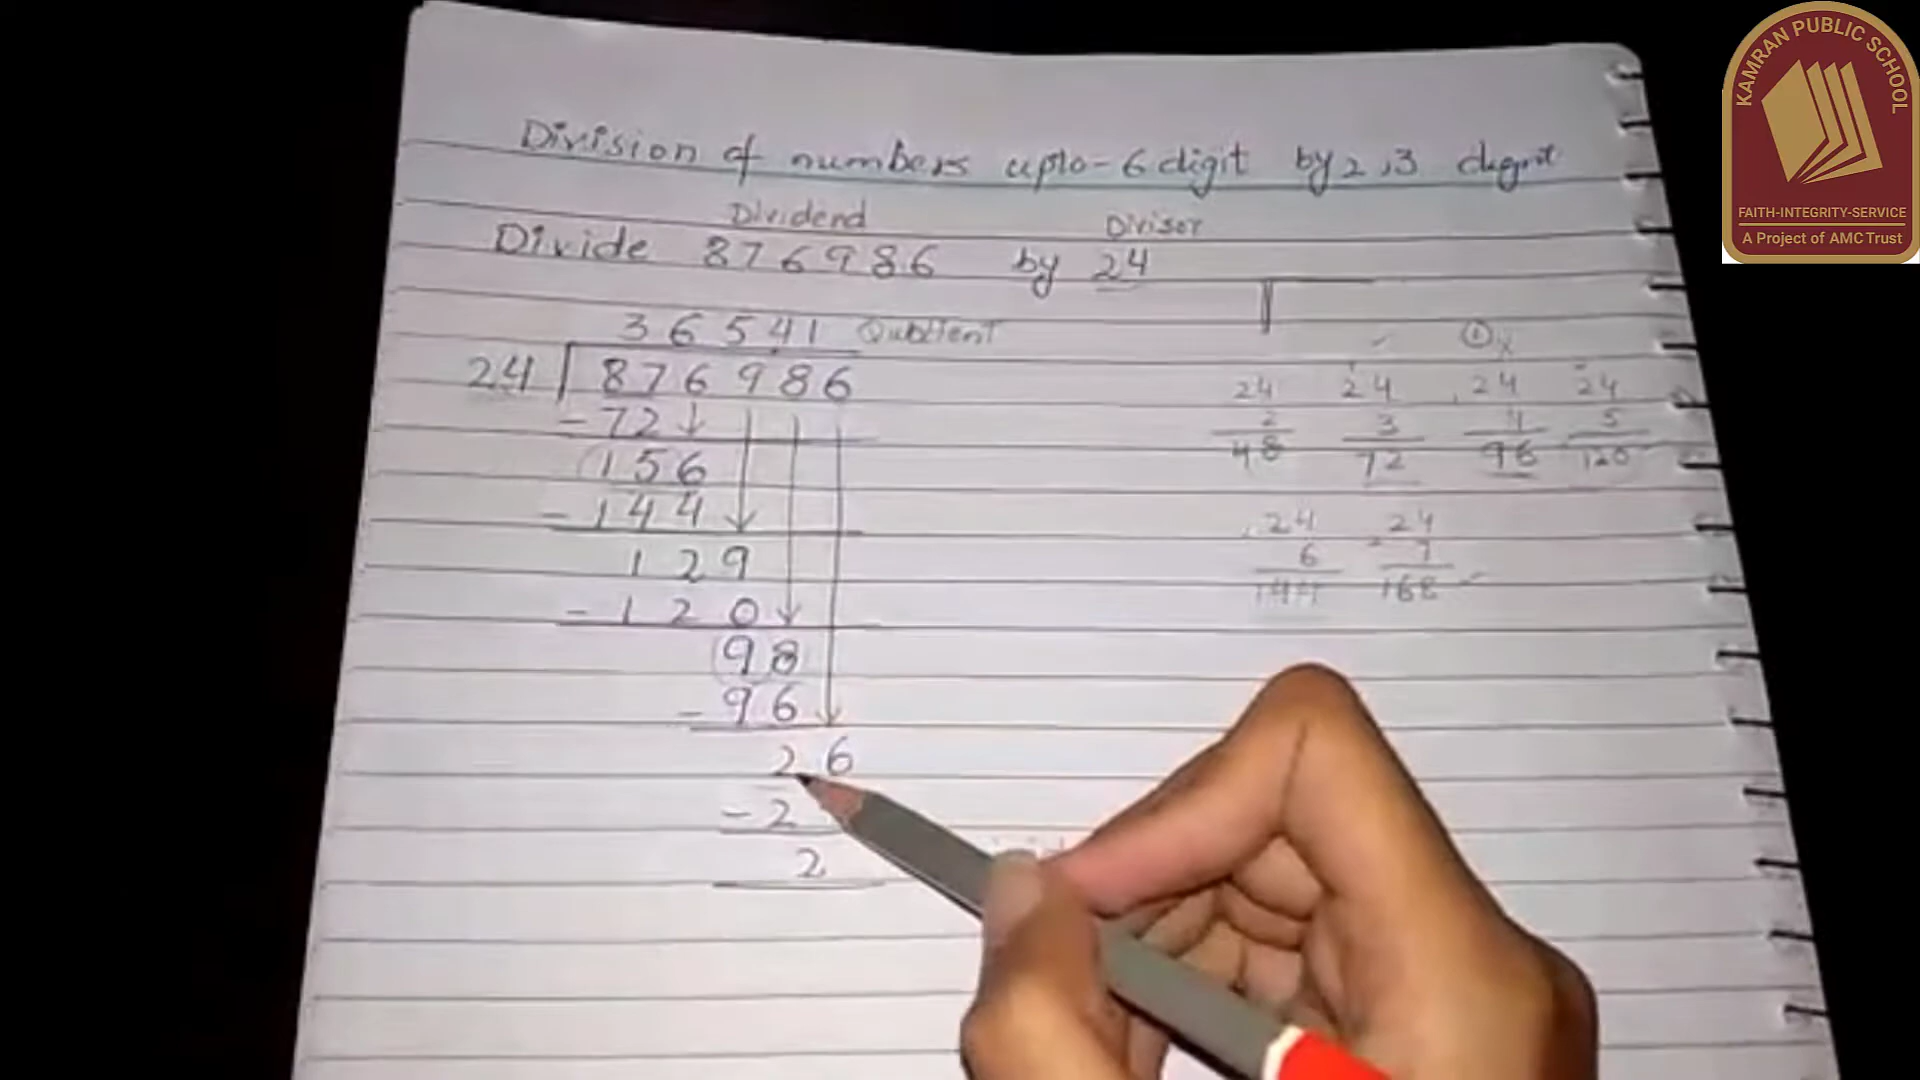 KAMRAN PUBLIC SCHOOL
FAITH-INTEGRITY-SERVICE
A Project of AMC Trust
Division of numbers upto-6 digit by 2,3 degnt
Dividend Divisor
Divide 876986 by 24
36541 Quotient
24 876986
-72
156
-144
129
-120
98
-96
26
-2
2
1 x
24 24 24 24
2 3 4 5
48 72 96 120
24 24
6 7
144 168